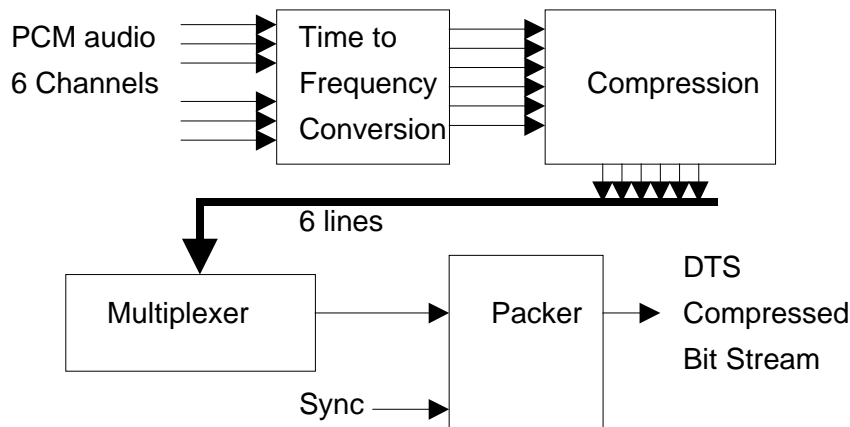 PCM audio
6 Channels
Time to
Frequency
Conversion
Compression
6 lines
Multiplexer
Packer
DTS
Compressed
Bit Stream
Sync